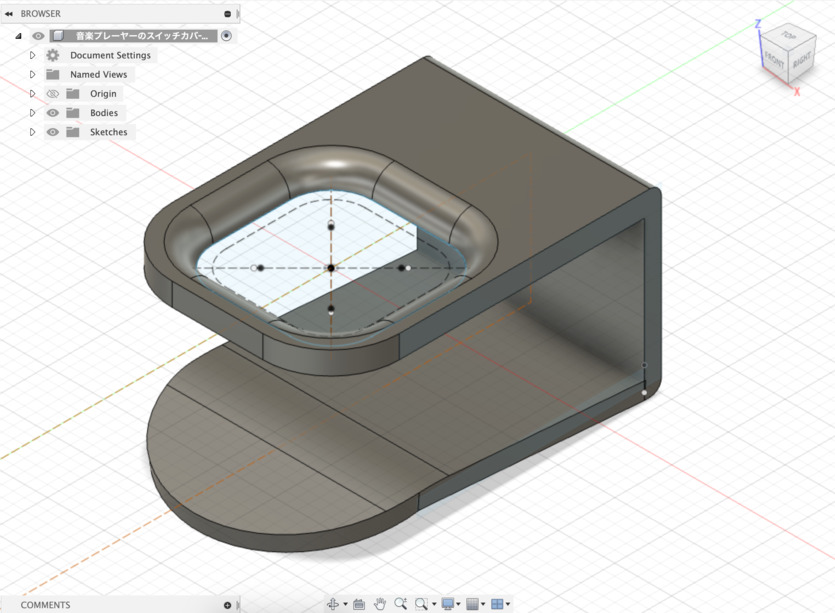 BROWSER
音楽プレーヤーのスイッチカバ-...
Document Settings
Named Views
Origin
Bodies
Sketches
Z
TOP
FRONT
RIGHT
X
COMMENTS